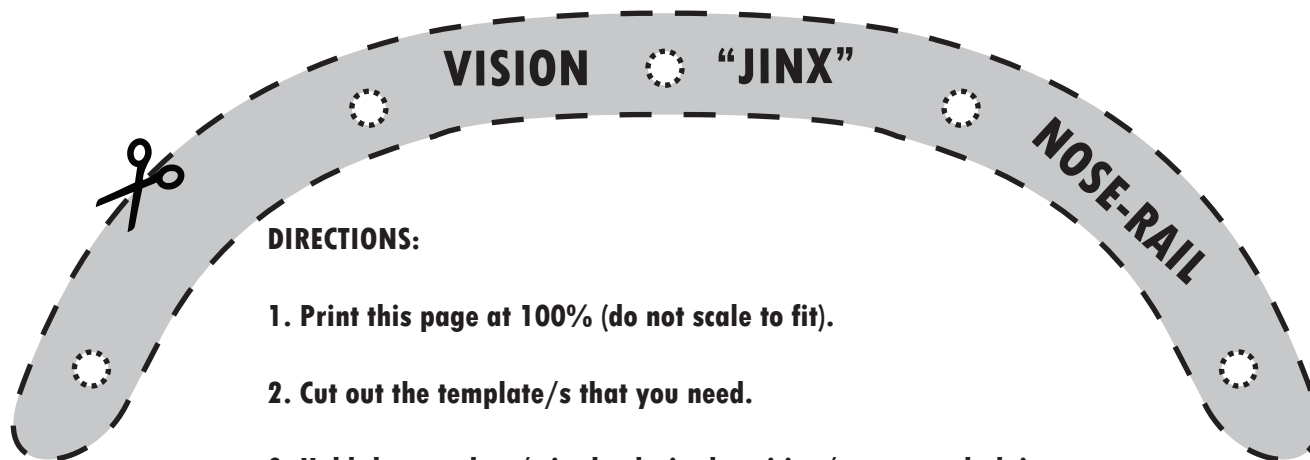 VISION “JINX”
NOSE-RAIL
DIRECTIONS:
1. Print this page at 100% (do not scale to fit).
2. Cut out the template/s that you need.